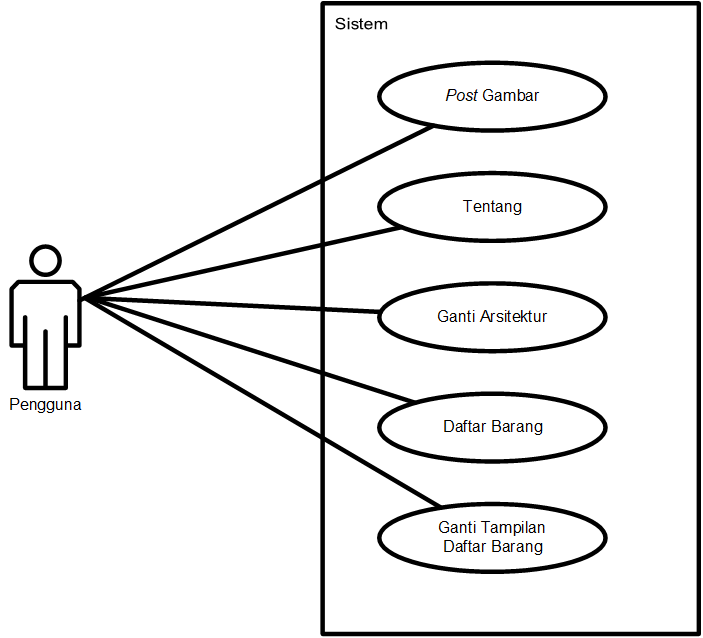 Sistem
Post Gambar
Tentang
Ganti Arsitektur
Pengguna
Daftar Barang
Ganti Tampilan
Daftar Barang